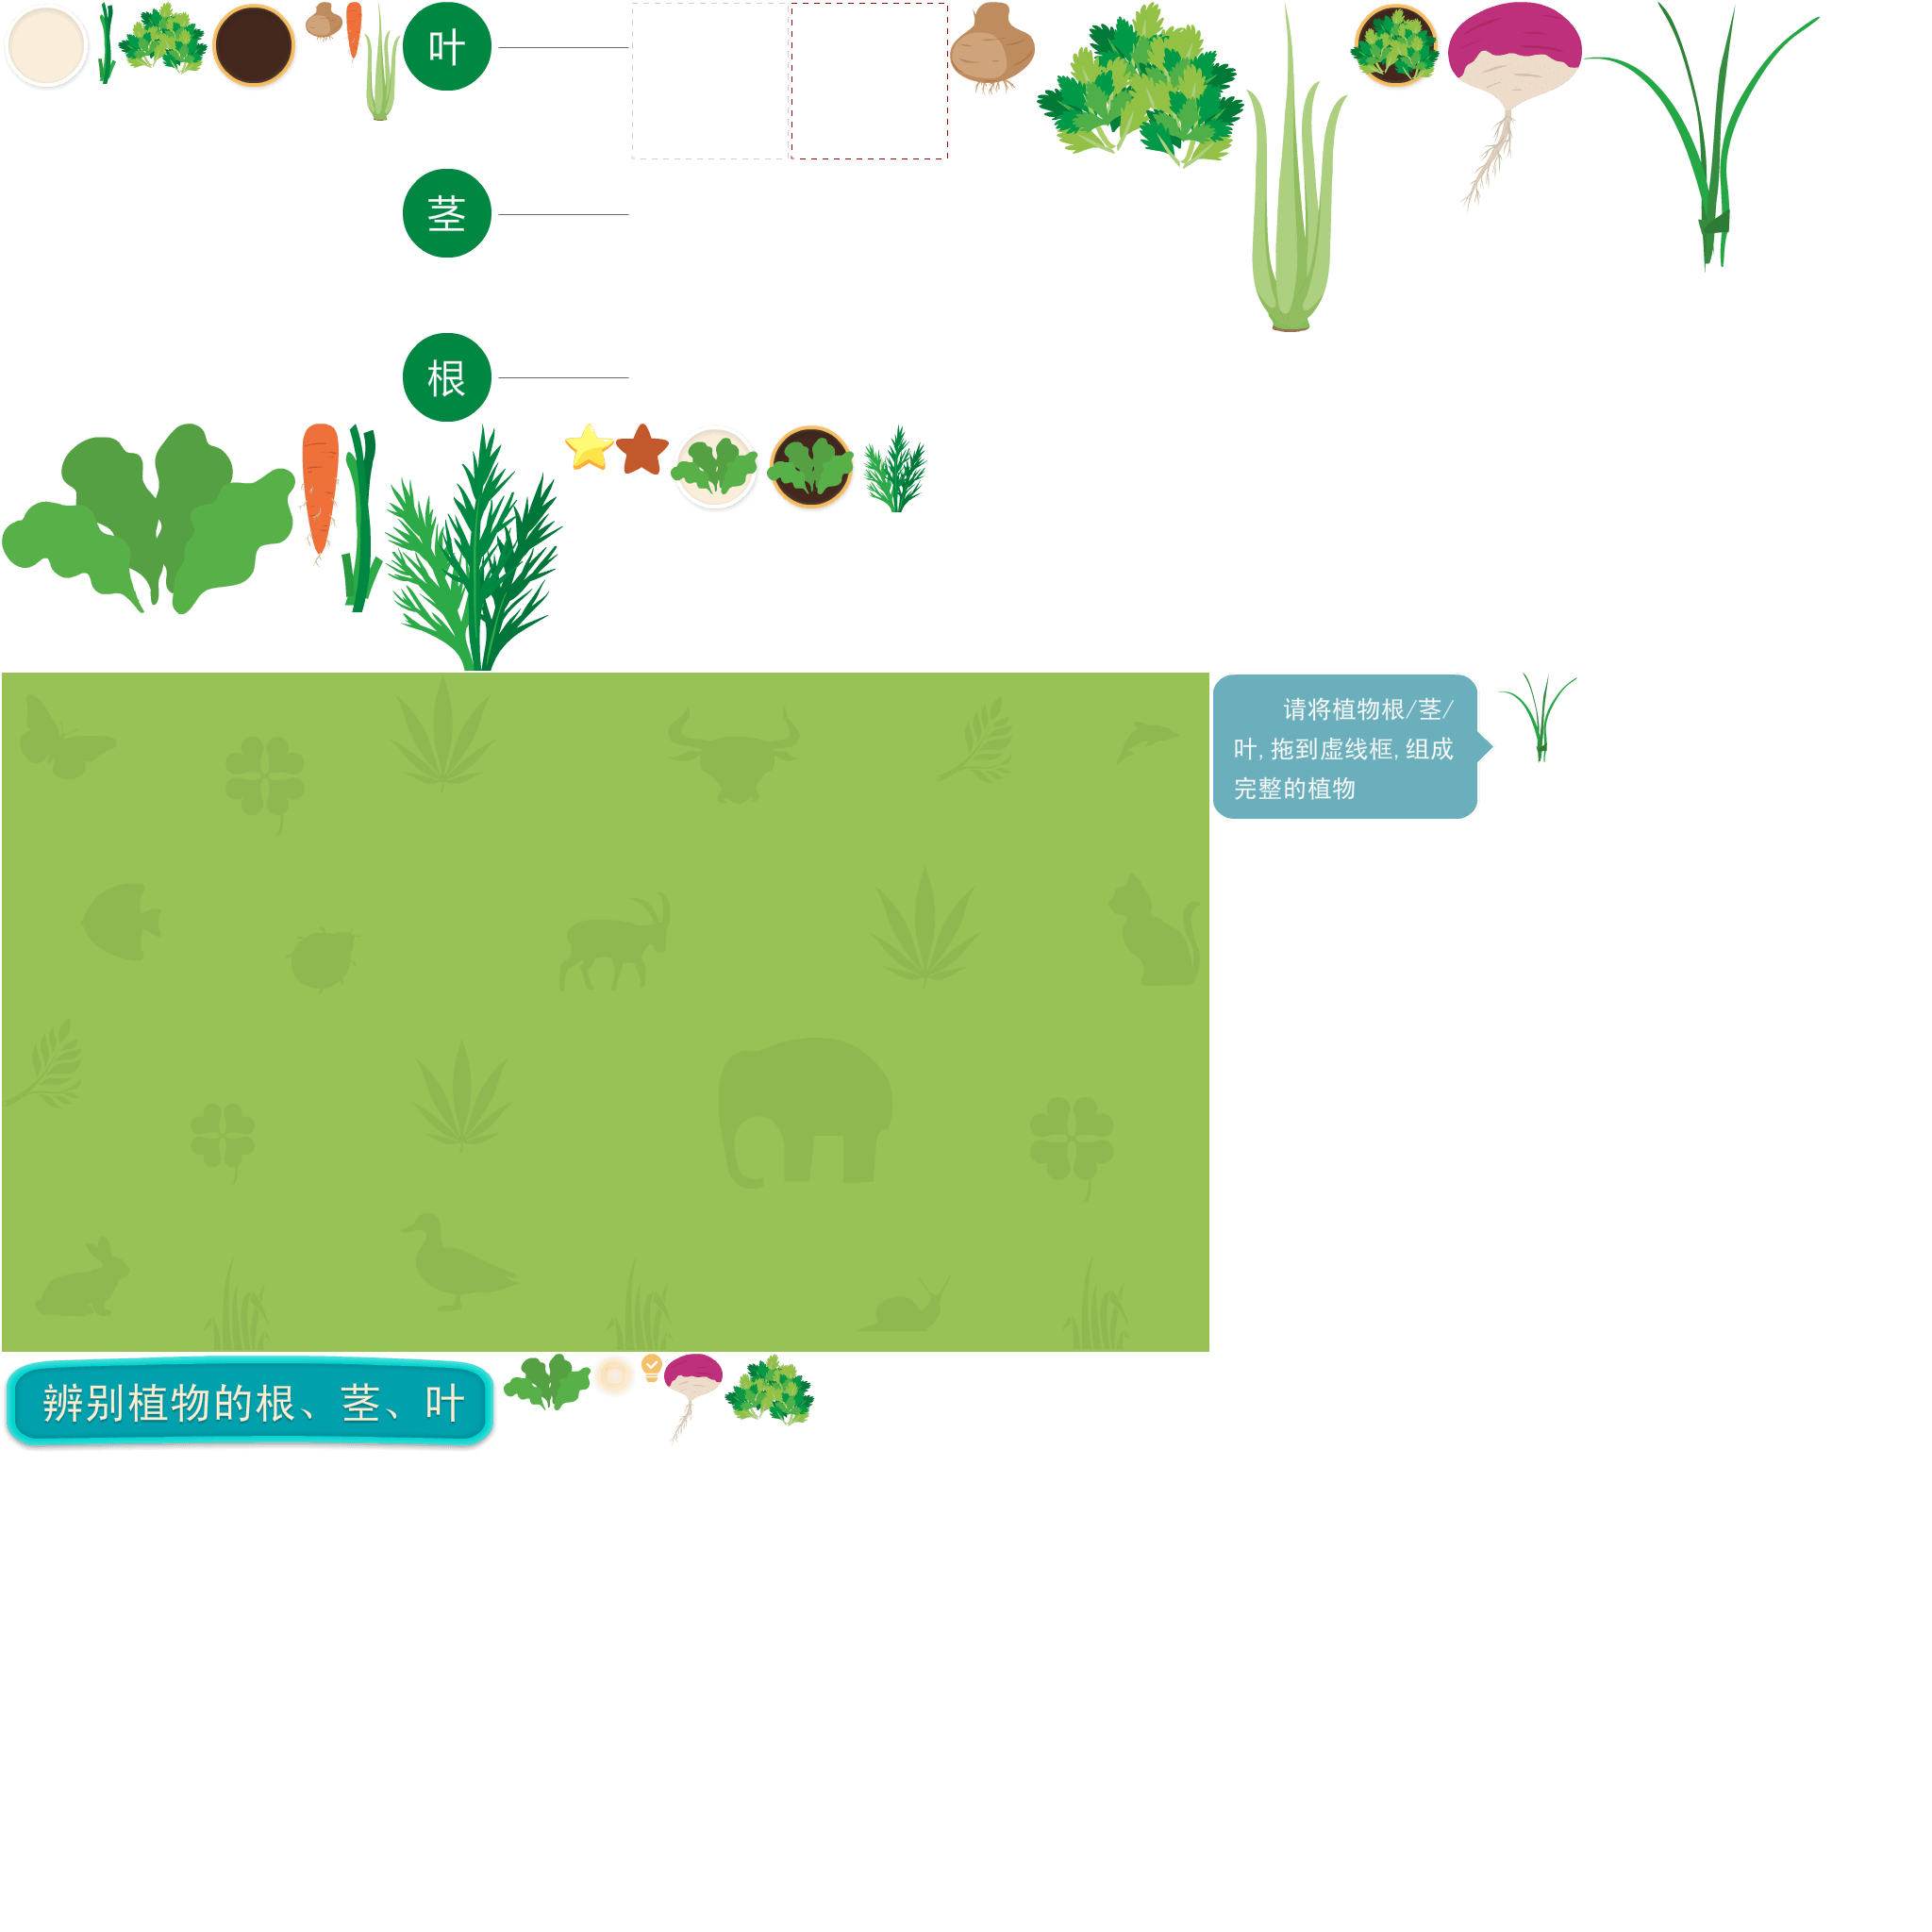 叶
茎
根
请将植物根/茎/
叶，拖到虚线框，组成
完整的植物
辨别植物的根、茎、叶